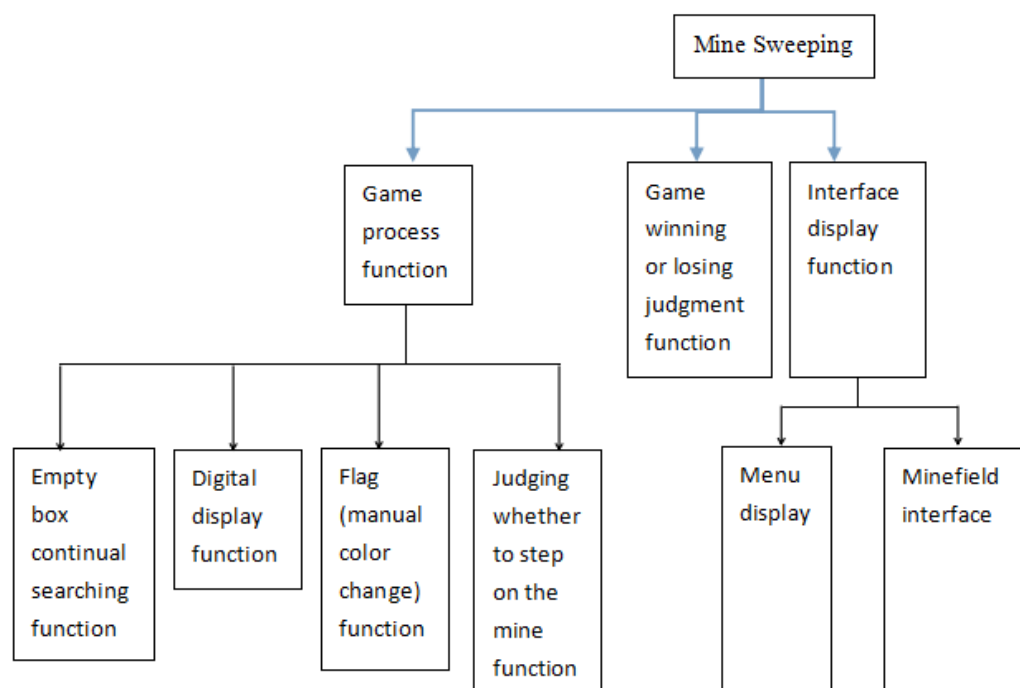 Mine Sweeping
Game
process
function
Game
winning
or losing
judgment
function
Interface
display
function
Empty
box
continual
searching
function
Digital
display
function
Flag
(manual
color
change)
function
Judging
whether
to step
on the
mine
function
Menu
display
Minefield
interface